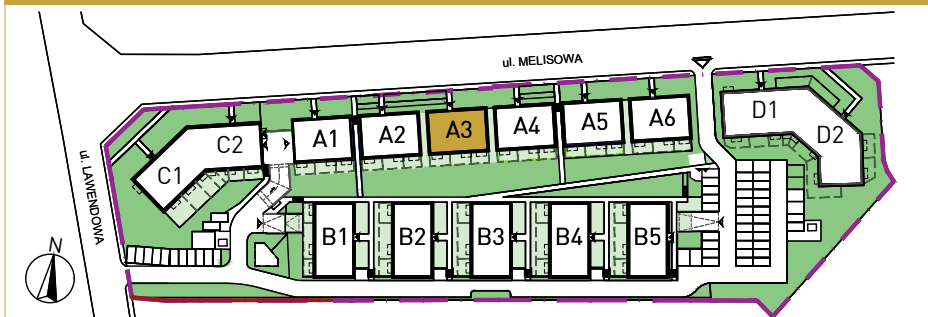 ul. MELISOWA
ul. LAWENDOWA
C1
C2
A1
A2
A3
A4
A5
A6
D1
D2
B1
B2
B3
B4
B5
N